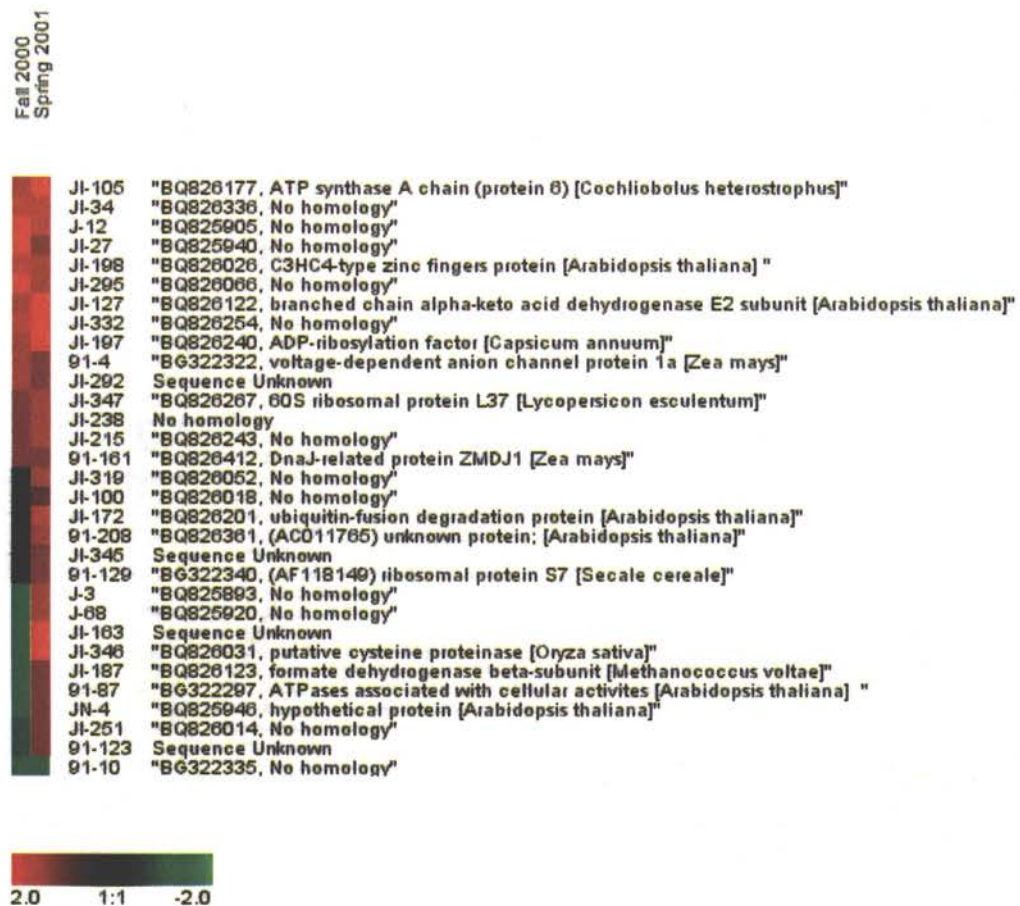 Fall 2000
Spring 2001
JI-105 "BQ826177, ATP synthase A chain (protein 6) [Cochliobolus heterostrophus]"
JI-34 "BQ826336, No homology"
J-12 "BQ825905, No homology"
JI-27 "BQ825940, No homology"
JI-198 "BQ826026, C3HC4-type zinc fingers protein [Arabidopsis thaliana] "
JI-295 "BQ826066, No homology"
JI-127 "BQ826122, branched chain alpha-keto acid dehydrogenase E2 subunit [Arabidopsis thaliana]"
JI-332 "BQ826254, No homology"
JI-197 "BQ826240, ADP-ribosylation factor [Capsicum annuum]"
91-4 "BG322322, voltage-dependent anion channel protein 1a [Zea mays]"
JI-292 Sequence Unknown
JI-347 "BQ826267, 60S ribosomal protein L37 [Lycopersicon esculentum]"
JI-238 No homology
JI-215 "BQ826243, No homology"
91-161 "BQ826412, DnaJ-related protein ZMDJ1 [Zea mays]"
JI-319 "BQ826052, No homology"
JI-100 "BQ826018, No homology"
JI-172 "BQ826201, ubiquitin-fusion degradation protein [Arabidopsis thaliana]"
91-208 "BQ826361, (AC011765) unknown protein; [Arabidopsis thaliana]"
JI-345 Sequence Unknown
91-129 "BG322340, (AF118149) ribosomal protein S7 [Secale cereale]"
J-3 "BQ825893, No homology"
J-68 "BQ825920, No homology"
JI-163 Sequence Unknown
JI-346 "BQ826031, putative cysteine proteinase [Oryza sativa]"
JI-187 "BQ826123, formate dehydrogenase beta-subunit [Methanococcus voltae]"
91-87 "BG322297, ATPases associated with cellular activites [Arabidopsis thaliana] "
JN-4 "BQ825946, hypothetical protein [Arabidopsis thaliana]"
JI-251 "BQ826014, No homology"
91-123 Sequence Unknown
91-10 "BG322335, No homology"
2.0 1:1 -2.0